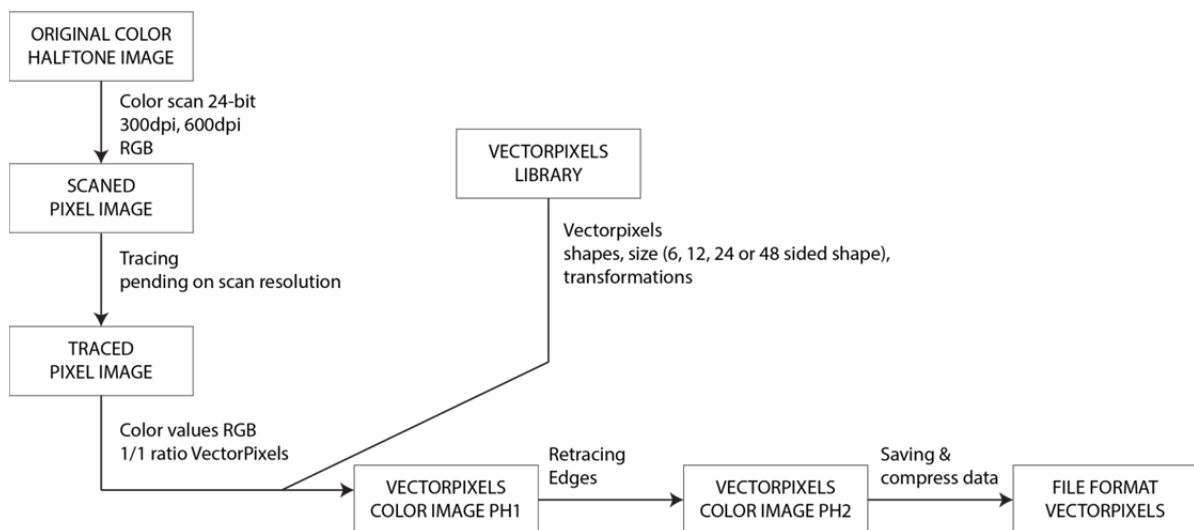 ORIGINAL COLOR
HALFTONE IMAGE
Color scan 24-bit
300dpi, 600dpi
RGB
SCANED
PIXEL IMAGE
Tracing
pending on scan resolution
TRACED
PIXEL IMAGE
Color values RGB
1/1 ratio VectorPixels
VECTORPIXELS
LIBRARY
Vectorpixels
shapes, size (6, 12, 24 or 48 sided shape),
transformations
VECTORPIXELS
COLOR IMAGE PH1
Retracing
Edges
VECTORPIXELS
COLOR IMAGE PH2
Saving &
compress data
FILE FORMAT
VECTORPIXELS